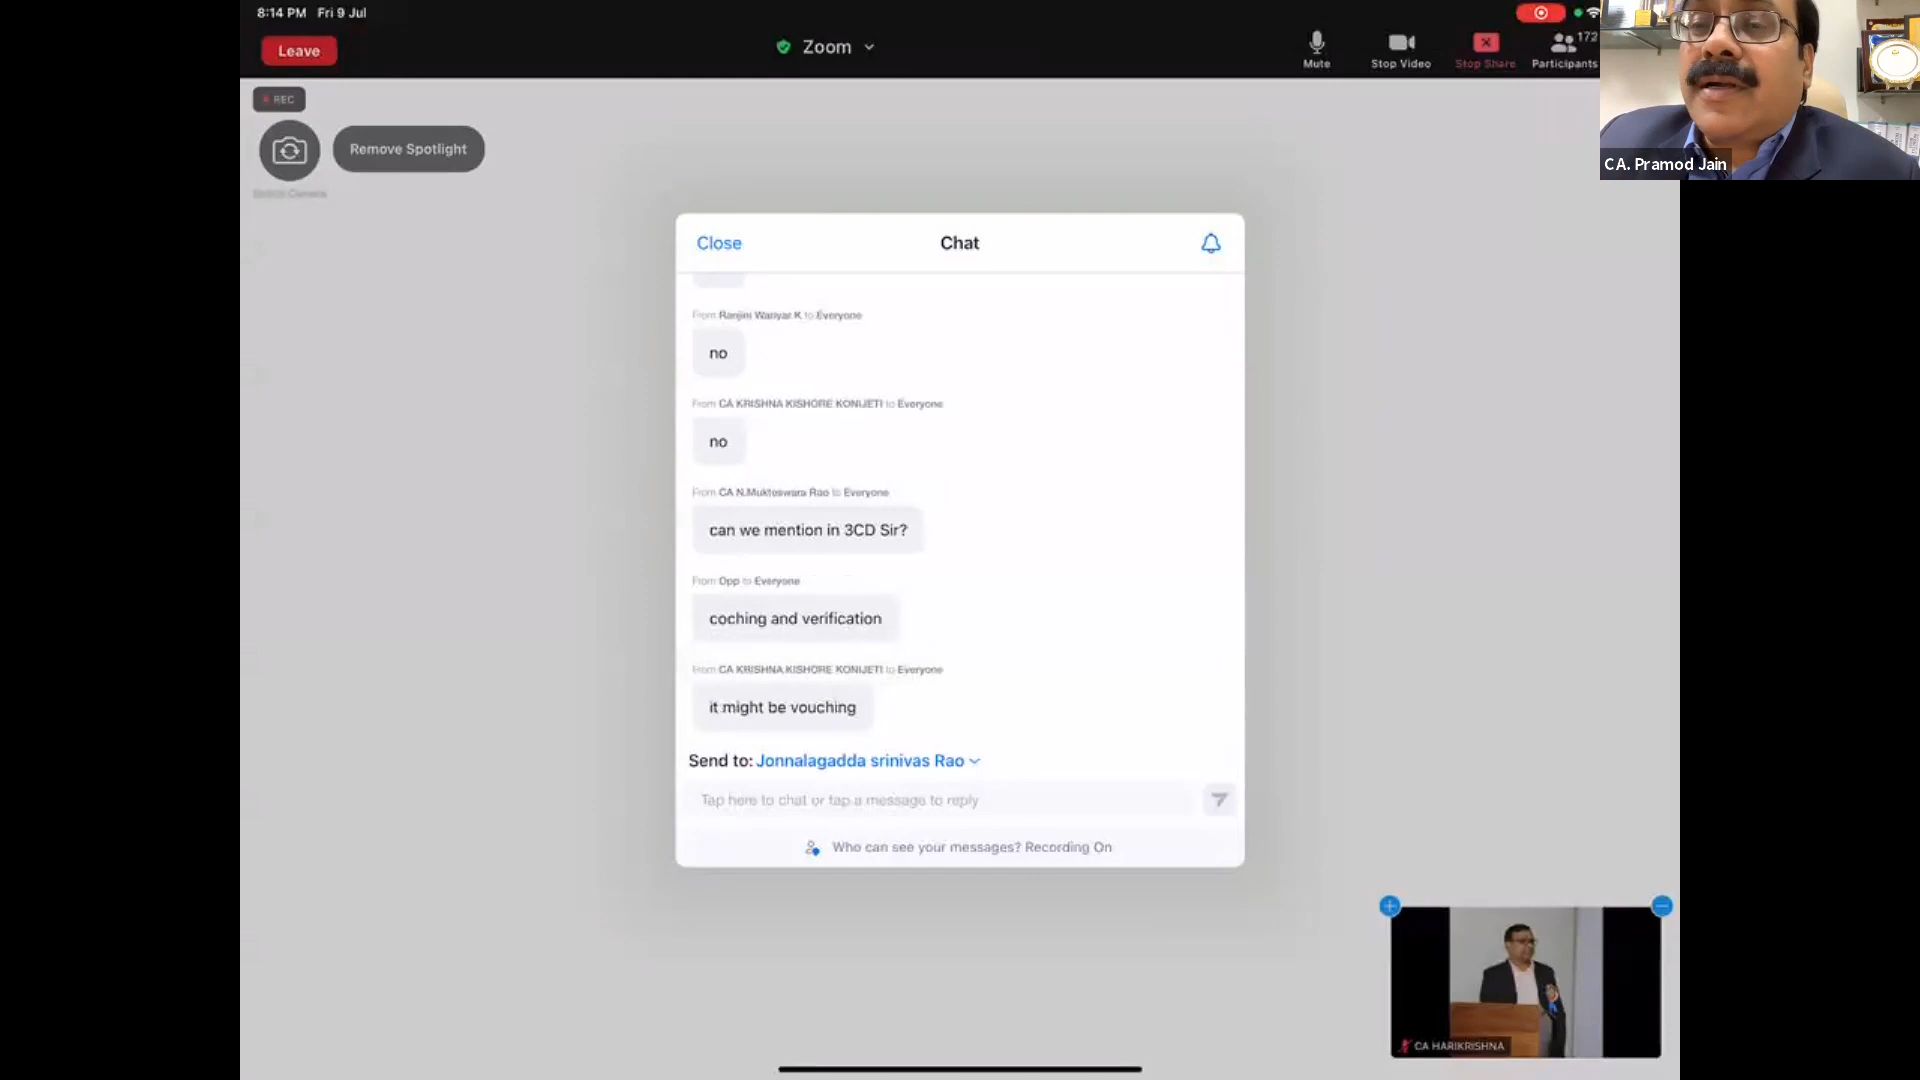 8:14 PM Fri 9 Jul
Leave
Zoom
Mute
Stop Video
Stop Share
172
Participants
REC
Remove Spotlight
CA. Pramod Jain
Close
Chat
From Ranjini Wariyar K to Everyone
no
From CA KRISHNA KISHORE KONIJETI to Everyone
no
From CA N.Mukteswara Rao to Everyone
can we mention in 3CD Sir?
From Opp to Everyone
coching and verification
From CA KRISHNA KISHORE KONIJETI to Everyone
it might be vouching
Send to: Jonnalagadda srinivas Rao
Tap here to chat or tap a message to reply
Who can see your messages? Recording On
CA HARIKRISHNA